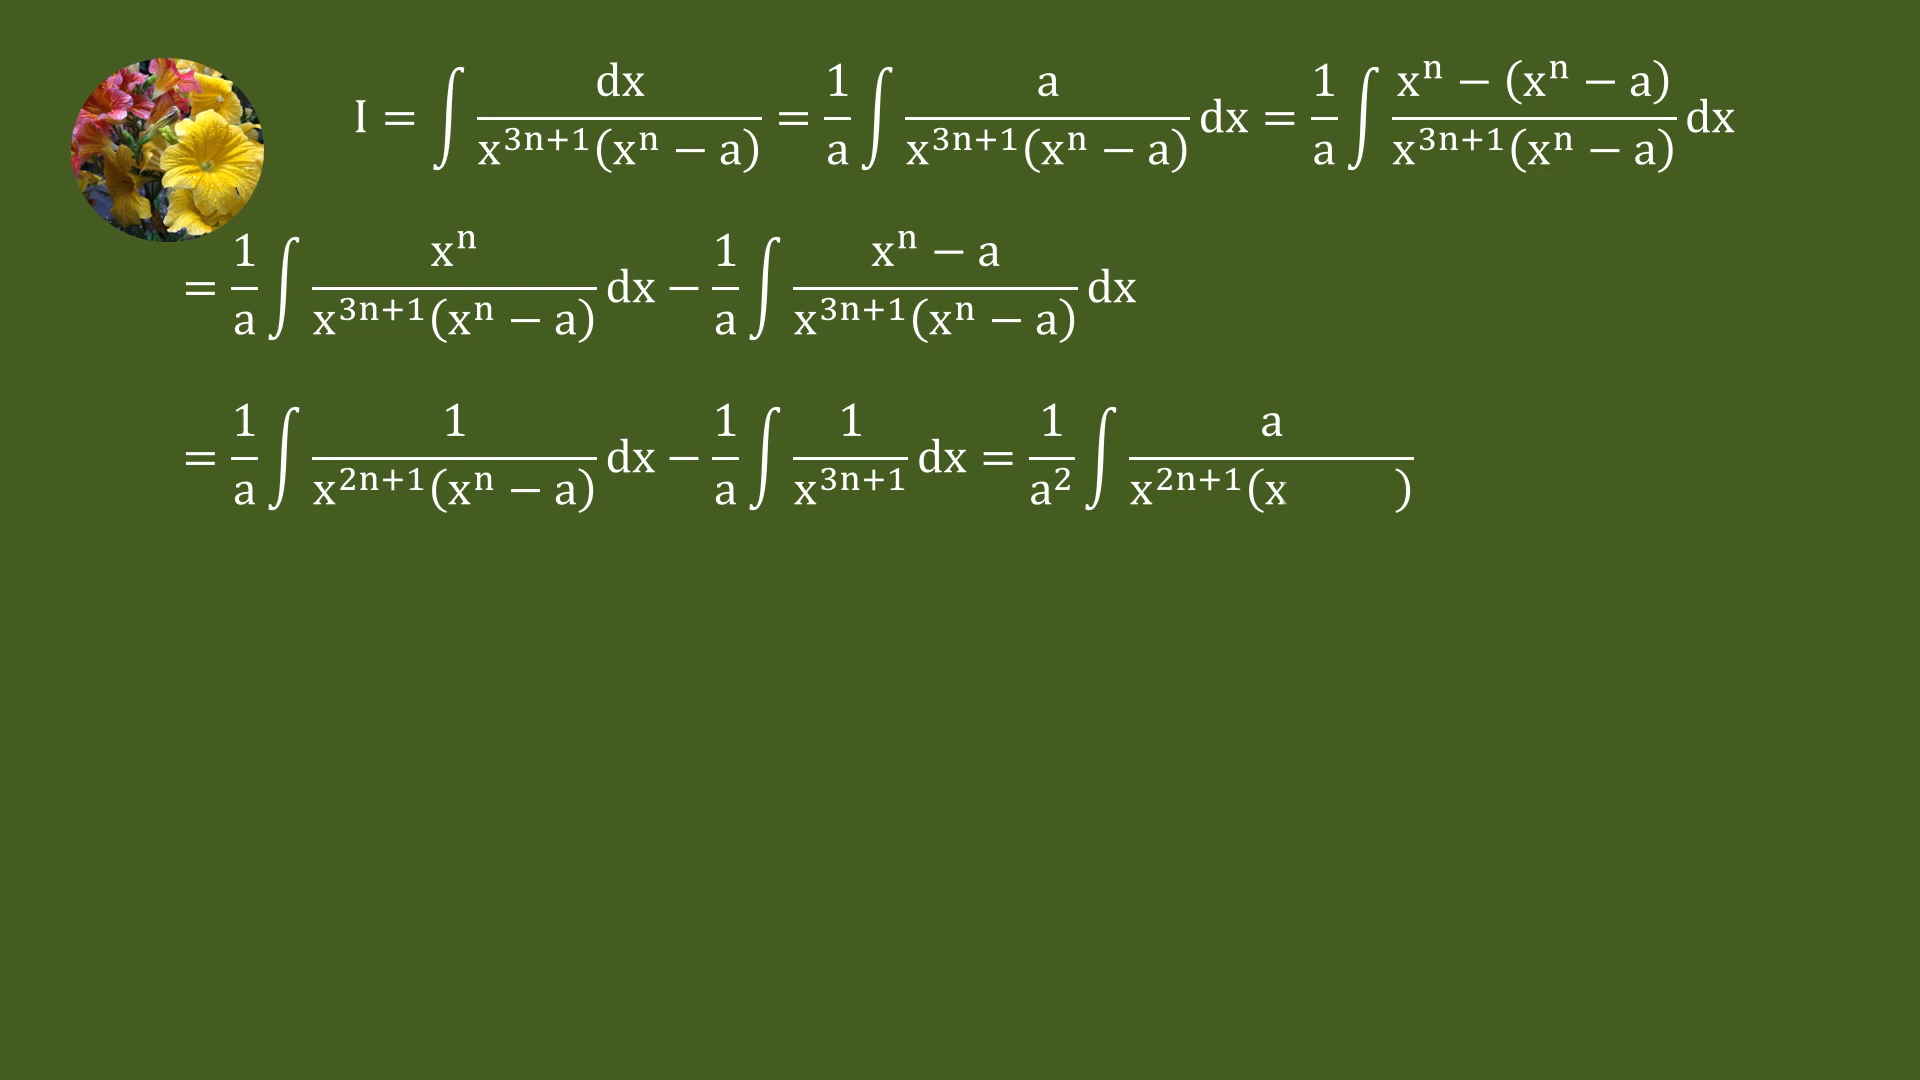 I = ∫ dx/(x^(3n+1)(x^n − a)) = 1/a ∫ a/(x^(3n+1)(x^n − a)) dx = 1/a ∫ (x^n − (x^n − a))/(x^(3n+1)(x^n − a)) dx
= 1/a ∫ x^n/(x^(3n+1)(x^n − a)) dx − 1/a ∫ (x^n − a)/(x^(3n+1)(x^n − a)) dx
= 1/a ∫ 1/(x^(2n+1)(x^n − a)) dx − 1/a ∫ 1/x^(3n+1) dx = 1/a^2 ∫ a/(x^(2n+1)(x ))